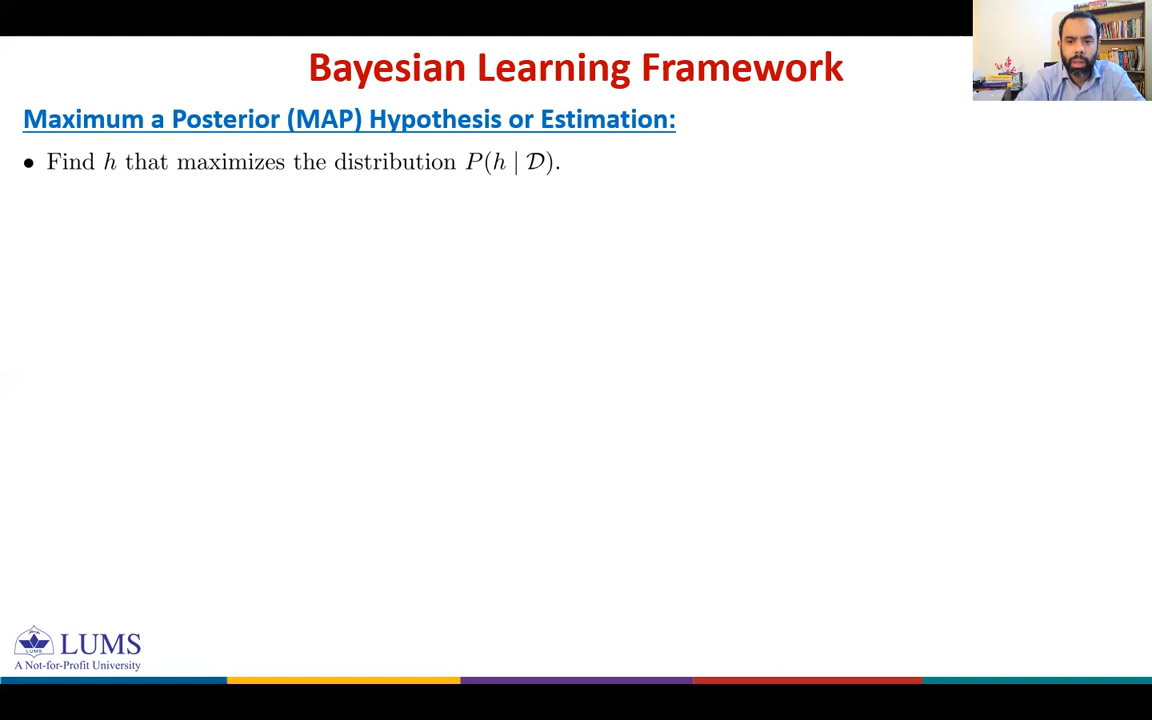 Bayesian Learning Framework
Maximum a Posterior (MAP) Hypothesis or Estimation:
• Find h that maximizes the distribution P(h | 𝒟).
LUMS
LUMS
A Not-for-Profit University